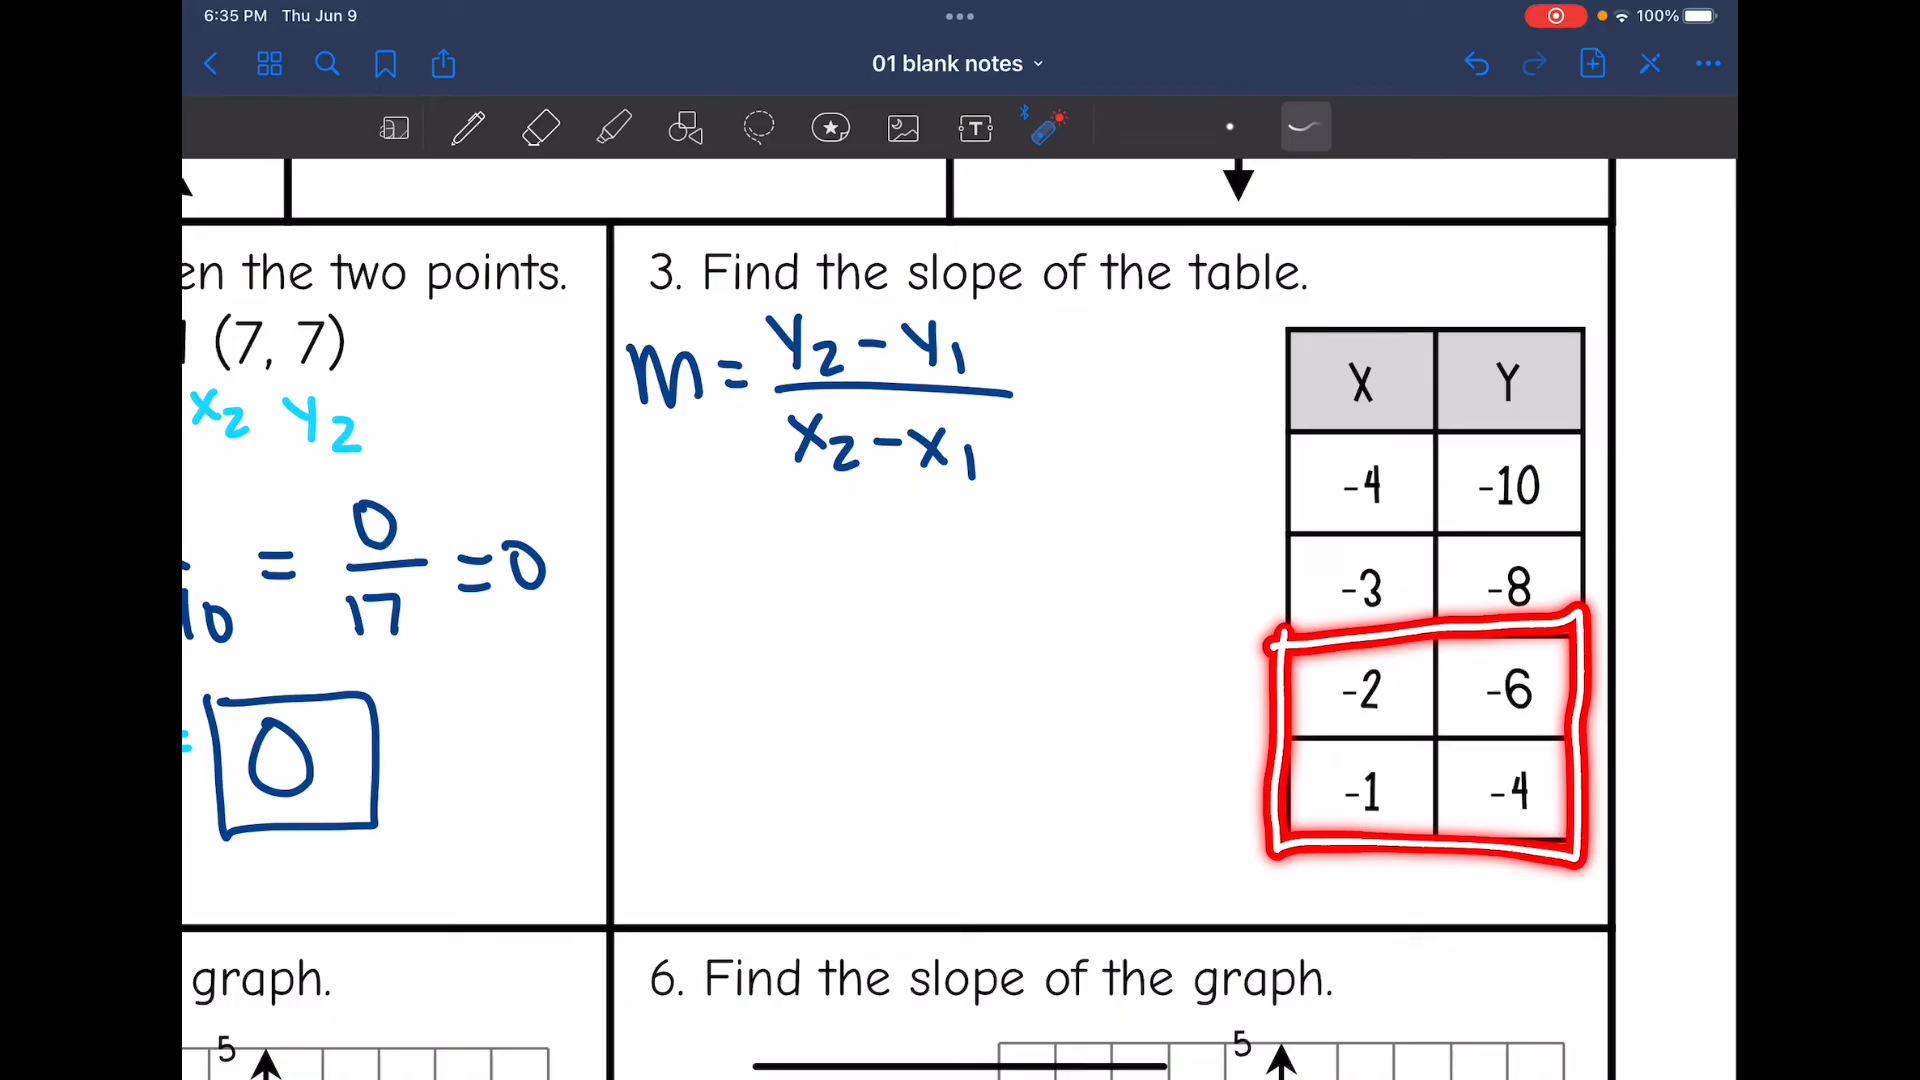 6:35 PM Thu Jun 9
100%
01 blank notes
en the two points.
(7, 7)
x2 y2
= 0/17 = 0
10
= 0
3. Find the slope of the table.
m = y2 - y1 / x2 - x1
X Y
-4 -10
-3 -8
-2 -6
-1 -4
graph.
5
6. Find the slope of the graph.
5